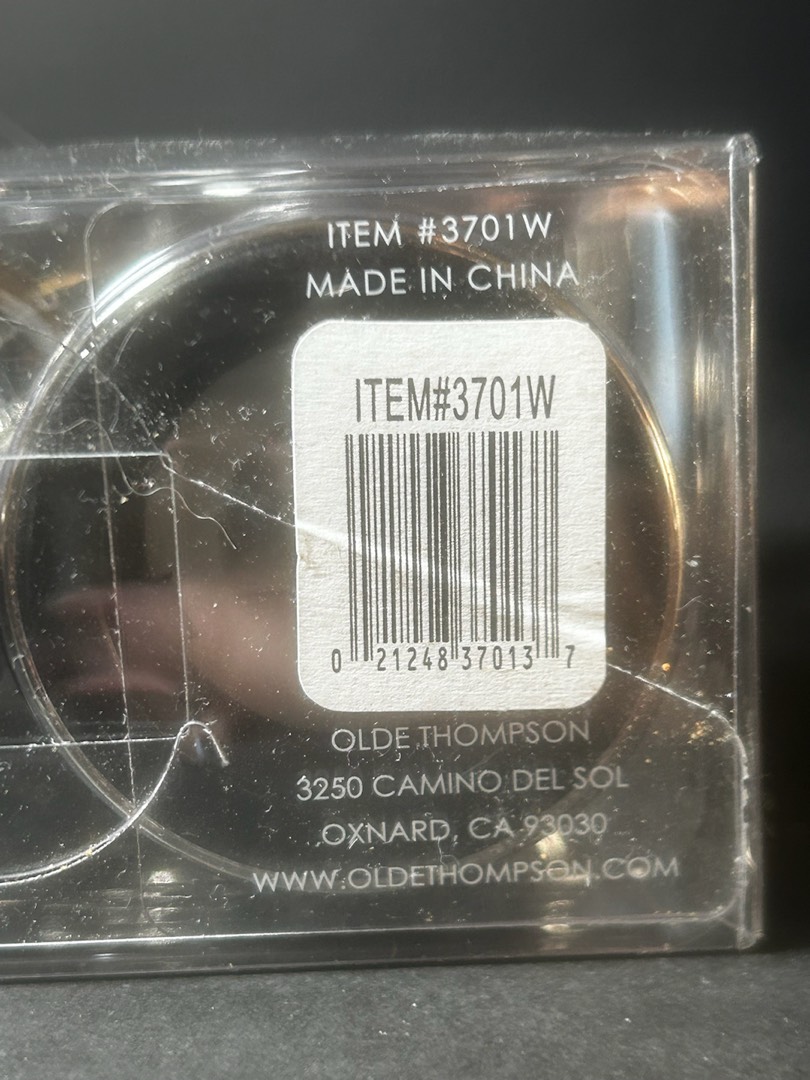 ITEM #3701W
MADE IN CHINA
ITEM#3701W
0 21248 37013 7
OLDE THOMPSON
3250 CAMINO DEL SOL
OXNARD, CA 93030
WWW.OLDETHOMPSON.COM